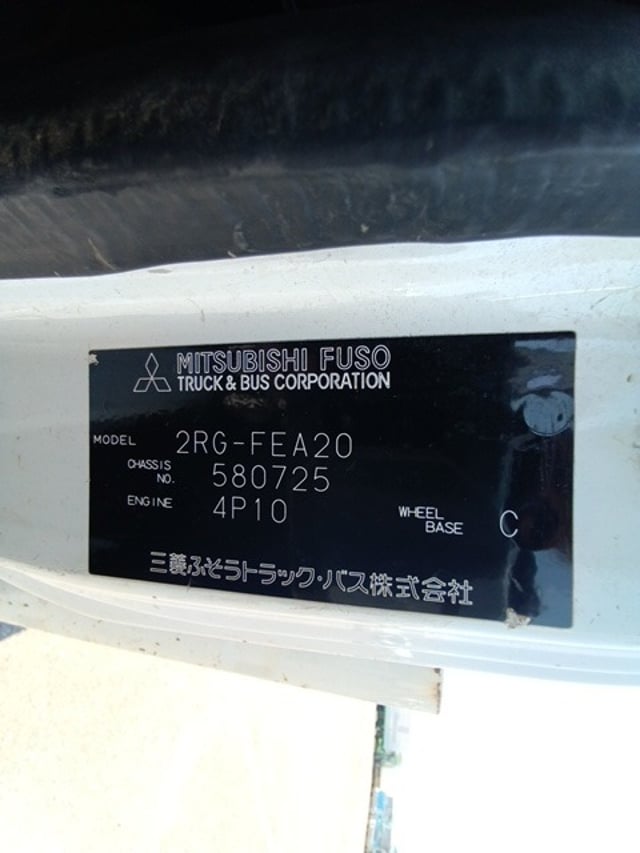 MITSUBISHI FUSO
TRUCK & BUS CORPORATION
MODEL 2RG-FEA20
CHASSIS NO. 580725
ENGINE 4P10
WHEEL BASE C
三菱ふそうトラック・バス株式会社